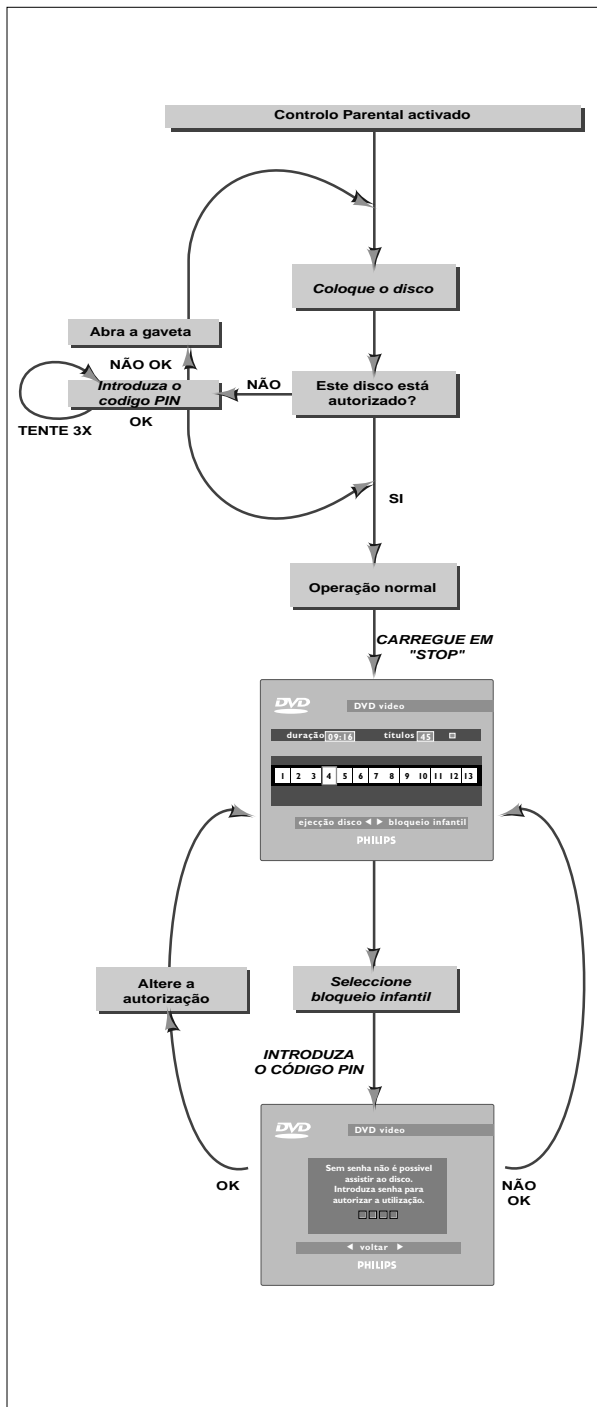 Controlo Parental activado
Coloque o disco
Abra a gaveta
NÃO OK
Introduza o
codigo PIN
NÃO
Este disco está
autorizado?
TENTE 3X
OK
SI
Operação normal
CARREGUE EM
"STOP"
DVD
DVD video
duração 09:16 títulos 45
1 2 3 4 5 6 7 8 9 10 11 12 13
ejecção disco bloqueio infantil
PHILIPS
Altere a
autorização
Seleccione
bloqueio infantil
INTRODUZA
O CÓDIGO PIN
DVD
DVD video
Sem senha não é possivel
assistir ao disco.
Introduza senha para
autorizar a utilização.
OK
NÃO
OK
voltar
PHILIPS